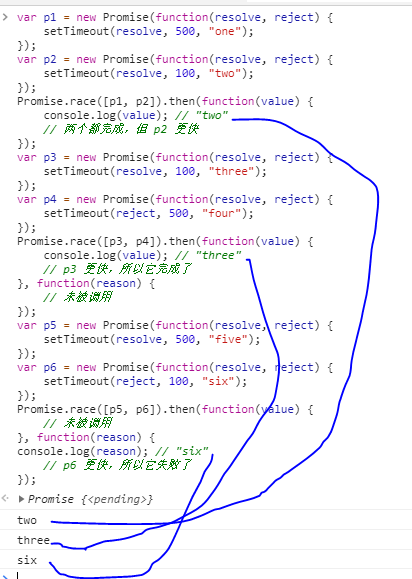 var p1 = new Promise(function(resolve, reject) {
    setTimeout(resolve, 500, "one");
});
var p2 = new Promise(function(resolve, reject) {
    setTimeout(resolve, 100, "two");
});
Promise.race([p1, p2]).then(function(value) {
    console.log(value); // "two"
    // 两个都完成，但 p2 更快
});
var p3 = new Promise(function(resolve, reject) {
    setTimeout(resolve, 100, "three");
});
var p4 = new Promise(function(resolve, reject) {
    setTimeout(reject, 500, "four");
});
Promise.race([p3, p4]).then(function(value) {
    console.log(value); // "three"
    // p3 更快，所以它完成了
}, function(reason) {
    // 未被调用
});
var p5 = new Promise(function(resolve, reject) {
    setTimeout(resolve, 500, "five");
});
var p6 = new Promise(function(resolve, reject) {
    setTimeout(reject, 100, "six");
});
Promise.race([p5, p6]).then(function(value) {
    // 未被调用
}, function(reason) {
console.log(reason); // "six"
    // p6 更快，所以它失败了
});
Promise {<pending>}
two
three
six